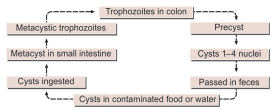 Trophozoites in colon
Metacystic trophozoites
Precyst
Metacyst in small intestine
Cysts 1–4 nuclei
Cysts ingested
Passed in feces
Cysts in contaminated food or water